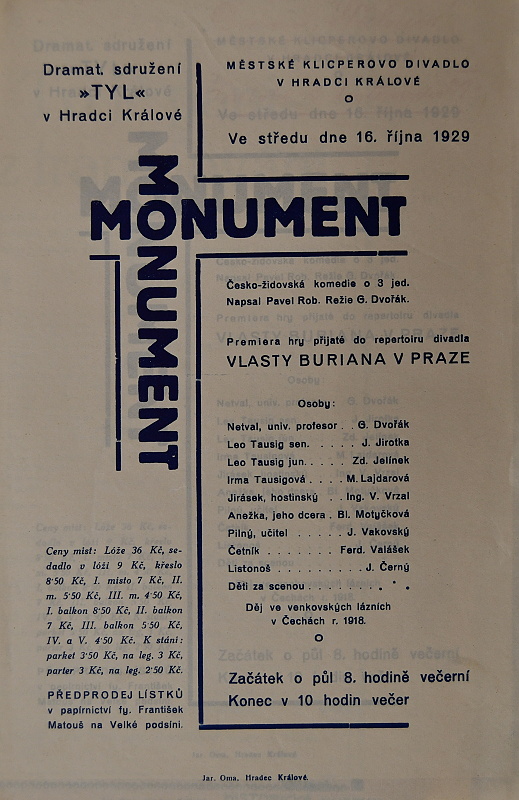 Dramat. sdružení
»TYL«
v Hradci Králové
MĚSTSKÉ KLICPEROVO DIVADLO
V HRADCI KRÁLOVÉ
Ve středu dne 16. října 1929
MONUMENT
MONUMENT
Česko-židovská komedie o 3 jed.
Napsal Pavel Rob. Režie G. Dvořák.
Premiera hry přijaté do repertoiru divadla
VLASTY BURIANA V PRAZE
Osoby:
Netval, univ. profesor . . G. Dvořák
Leo Tausig sen. . . . . . J. Jirotka
Leo Tausig jun. . . . . . Zd. Jelínek
Irma Tausigová . . . . M. Lajdarová
Jirásek, hostinský . . Ing. V. Vrzal
Anežka, jeho dcera . Bl. Motyčková
Pilný, učitel . . . . . J. Vakovský
Četník . . . . . . . Ferd. Valášek
Listonoš . . . . . . . . J. Černý
Děti za scenou . . . . . . * * *
Děj ve venkovských lázních
v Čechách r. 1918.
Začátek o půl 8. hodině večerní
Konec v 10 hodin večer
Ceny míst: Lóže 36 Kč, se-
dadlo v lóži 9 Kč, křeslo
8·50 Kč, I. místo 7 Kč, II.
m. 5·50 Kč, III. m. 4·50 Kč,
I. balkon 8·50 Kč, II. balkon
7 Kč, III. balkon 5·50 Kč,
IV. a V. 4·50 Kč. K stání:
parket 3·50 Kč, na leg. 3 Kč,
parter 3 Kč, na leg. 2·50 Kč.
PŘEDPRODEJ LÍSTKŮ
v papírnictví fy. František
Matouš na Velké podsíni.
Jar. Oma, Hradec Králové.